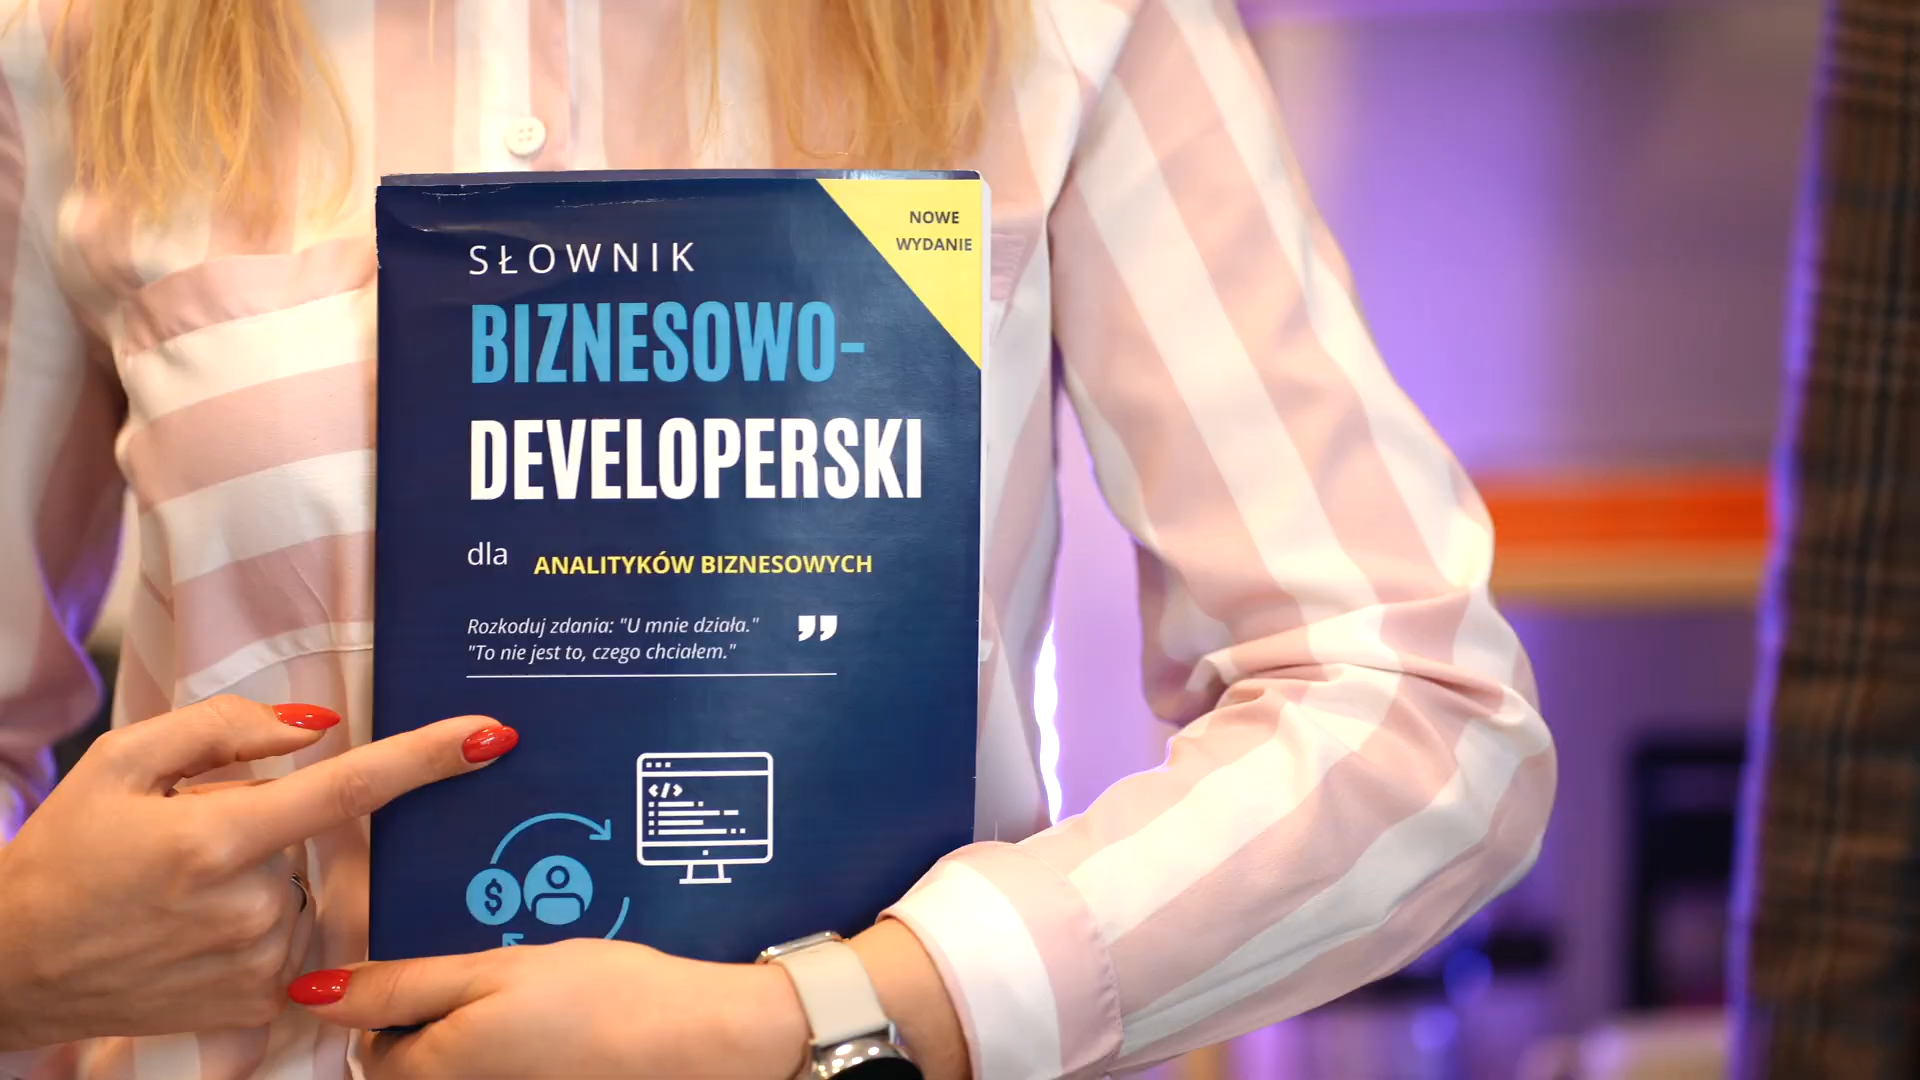 NOWE
WYDANIE
SŁOWNIK
BIZNESOWO-
DEVELOPERSKI
dla ANALITYKÓW BIZNESOWYCH
Rozkoduj zdania: "U mnie działa."
"To nie jest to, czego chciałem."
”
</>
$